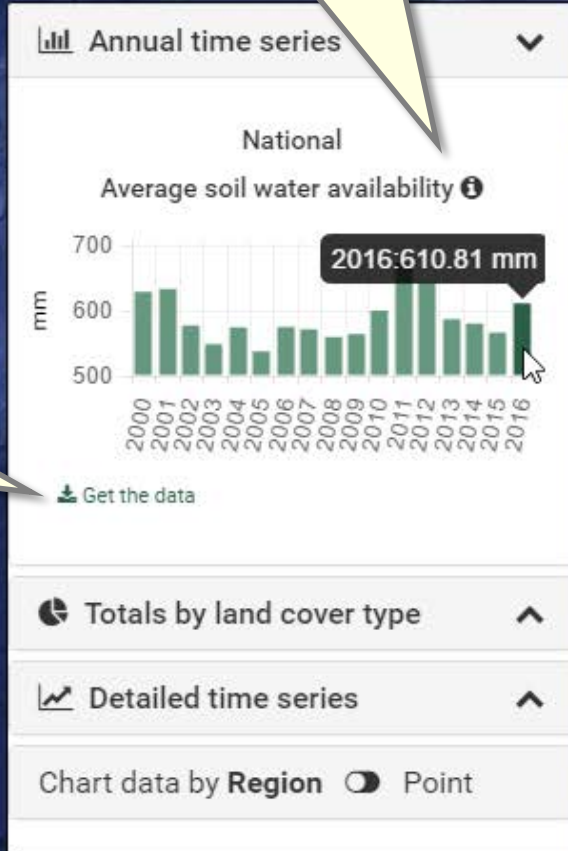 Annual time series
National
Average soil water availability
700
2016:610.81 mm
mm
600
500
2000
2001
2002
2003
2004
2005
2006
2007
2008
2009
2010
2011
2012
2013
2014
2015
2016
Get the data
Totals by land cover type
Detailed time series
Chart data by Region Point